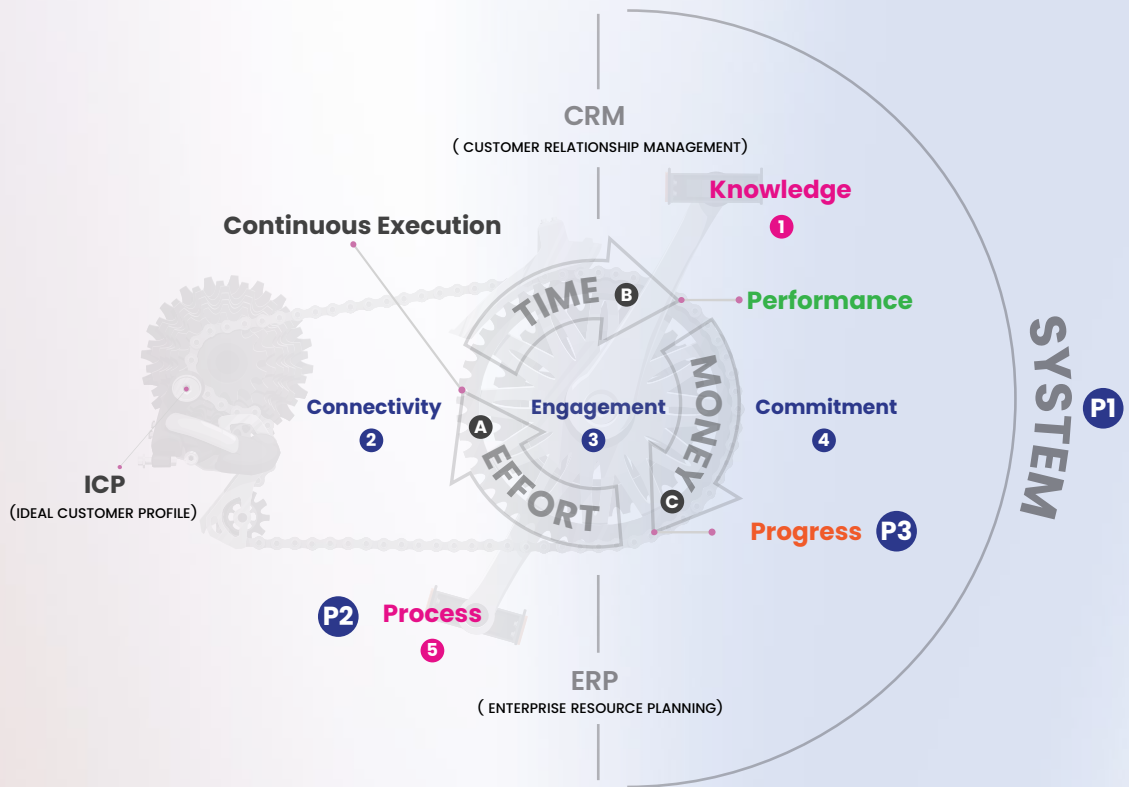 CRM
( CUSTOMER RELATIONSHIP MANAGEMENT)
Knowledge
1
Continuous Execution
TIME B
Performance
SYSTEM
P1
MONEY
C
Connectivity
2
Engagement
3
Commitment
4
A
EFFORT
ICP
(IDEAL CUSTOMER PROFILE)
Progress P3
P2 Process
5
ERP
( ENTERPRISE RESOURCE PLANNING)